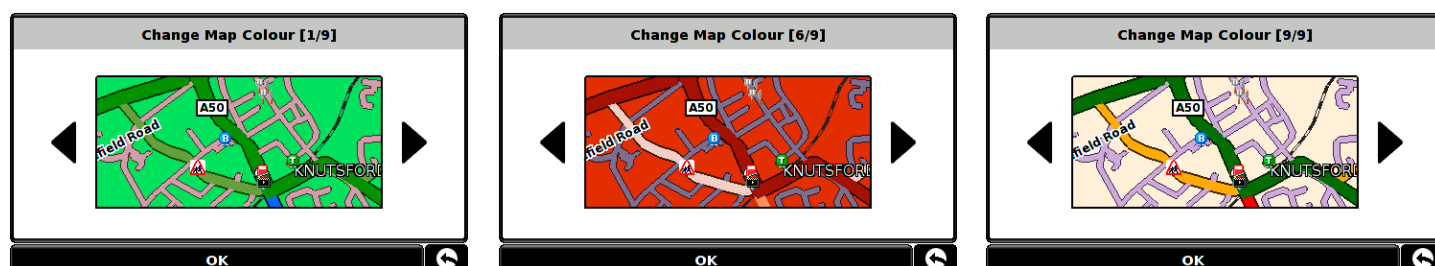 Change Map Colour [1/9]
A50
B
field Road
T
KNUTSFORD
OK
Change Map Colour [6/9]
A50
B
field Road
T
KNUTSFORD
OK
Change Map Colour [9/9]
A50
B
field Road
T
KNUTSFORD
OK